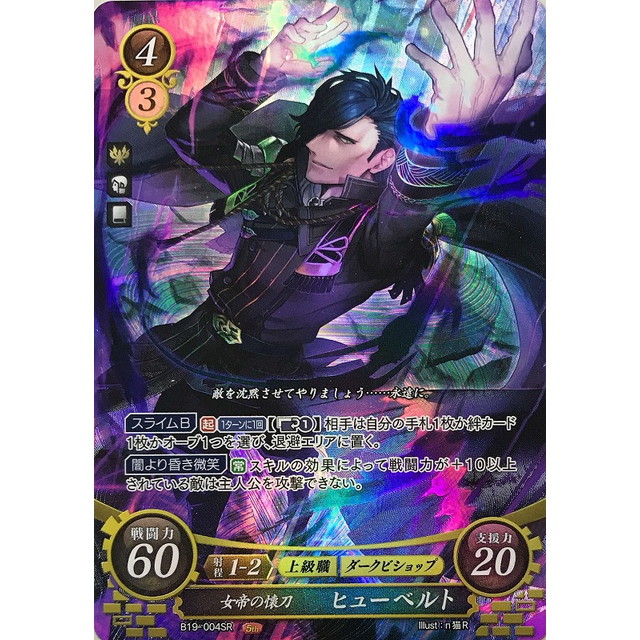 4
3
敵を沈黙させてやりましょう……永遠に。
スライムB 起 1ターンに1回 【❶】相手は自分の手札1枚か絆カード
1枚かオーブ1つを選び、退避エリアに置く。
闇より昏き微笑 常 スキルの効果によって戦闘力が+10以上
されている敵は主人公を攻撃できない。
戦闘力
60
射程 1-2 上級職 ダークビショップ
支援力
20
女帝の懐刀 ヒューベルト
B19-004SR 5th Illust:n猫R